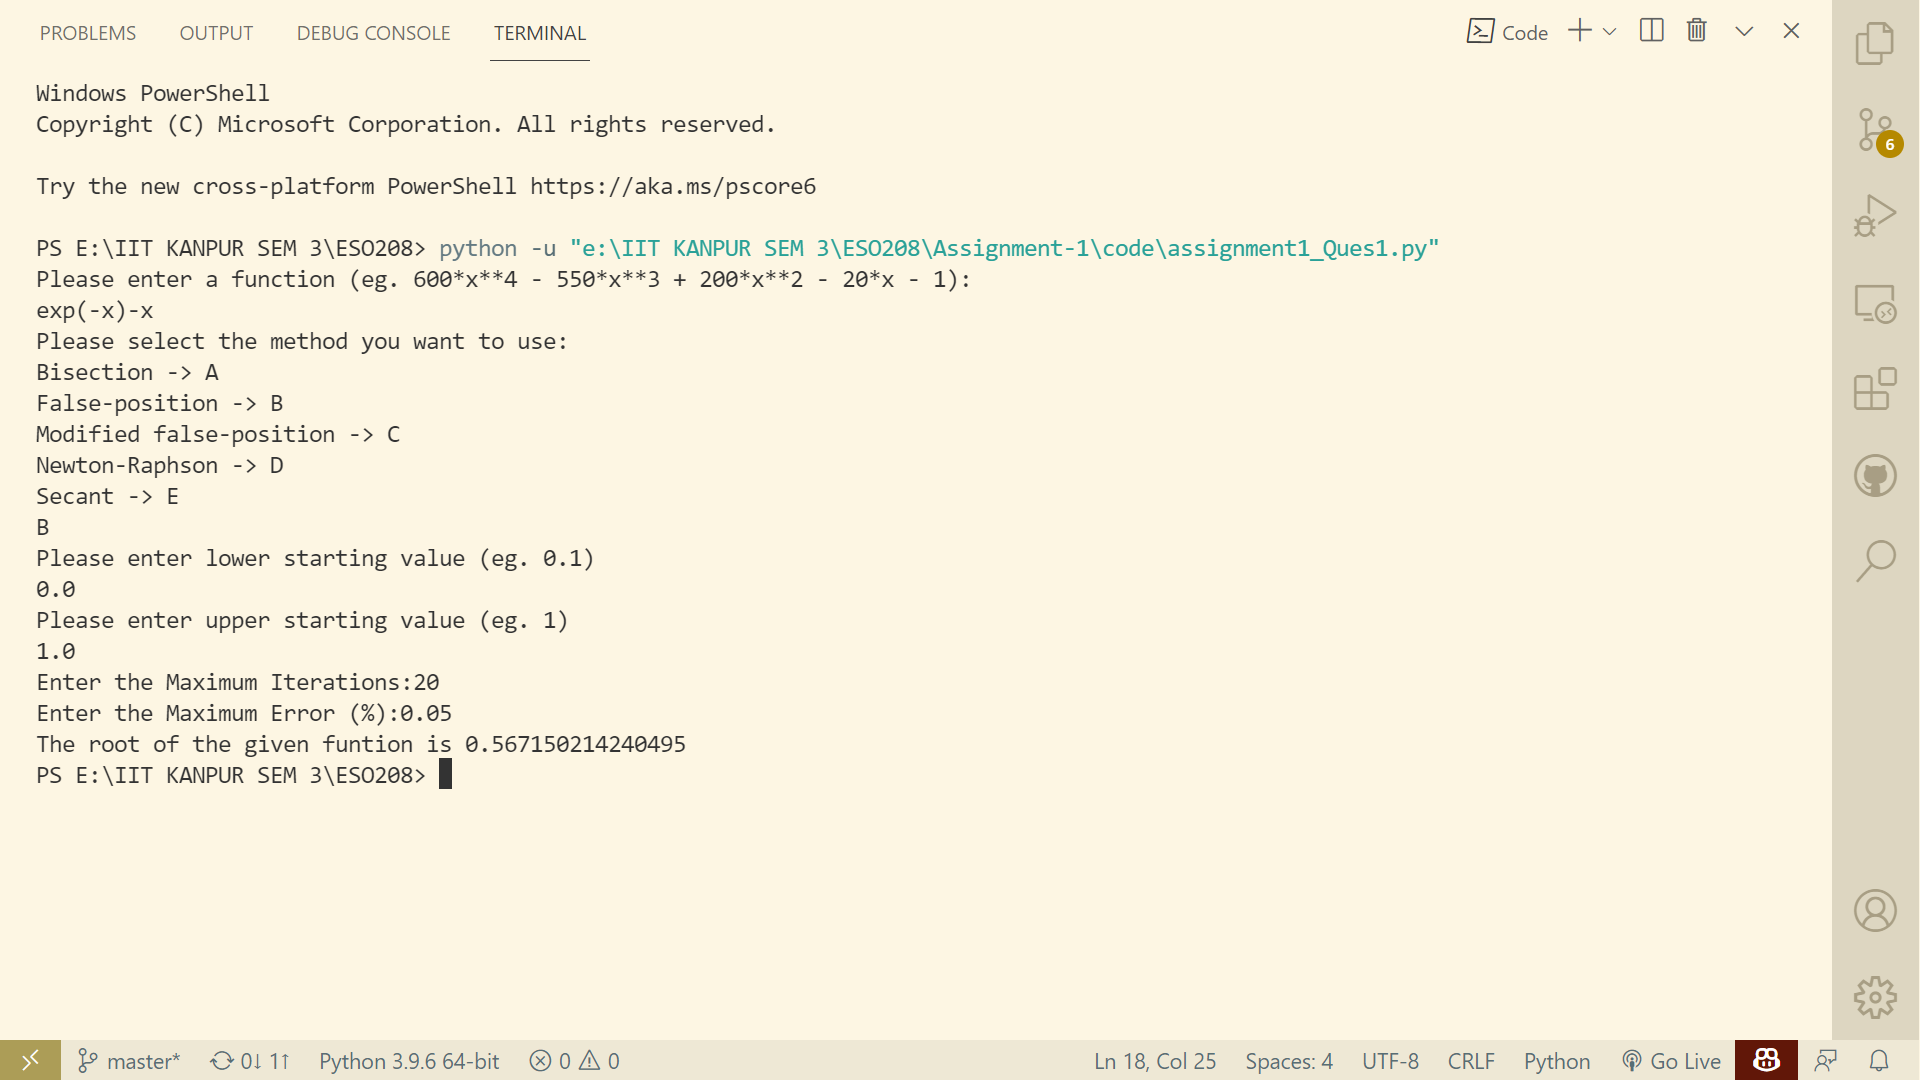 PROBLEMS OUTPUT DEBUG CONSOLE TERMINAL Code
Windows PowerShell
Copyright (C) Microsoft Corporation. All rights reserved.
Try the new cross-platform PowerShell https://aka.ms/pscore6
PS E:\IIT KANPUR SEM 3\ESO208> python -u "e:\IIT KANPUR SEM 3\ESO208\Assignment-1\code\assignment1_Ques1.py"
Please enter a function (eg. 600*x**4 - 550*x**3 + 200*x**2 - 20*x - 1):
exp(-x)-x
Please select the method you want to use:
Bisection -> A
False-position -> B
Modified false-position -> C
Newton-Raphson -> D
Secant -> E
B
Please enter lower starting value (eg. 0.1)
0.0
Please enter upper starting value (eg. 1)
1.0
Enter the Maximum Iterations:20
Enter the Maximum Error (%):0.05
The root of the given funtion is 0.567150214240495
PS E:\IIT KANPUR SEM 3\ESO208>
6
master* 0↓ 1↑ Python 3.9.6 64-bit 0 0 Ln 18, Col 25 Spaces: 4 UTF-8 CRLF Python Go Live